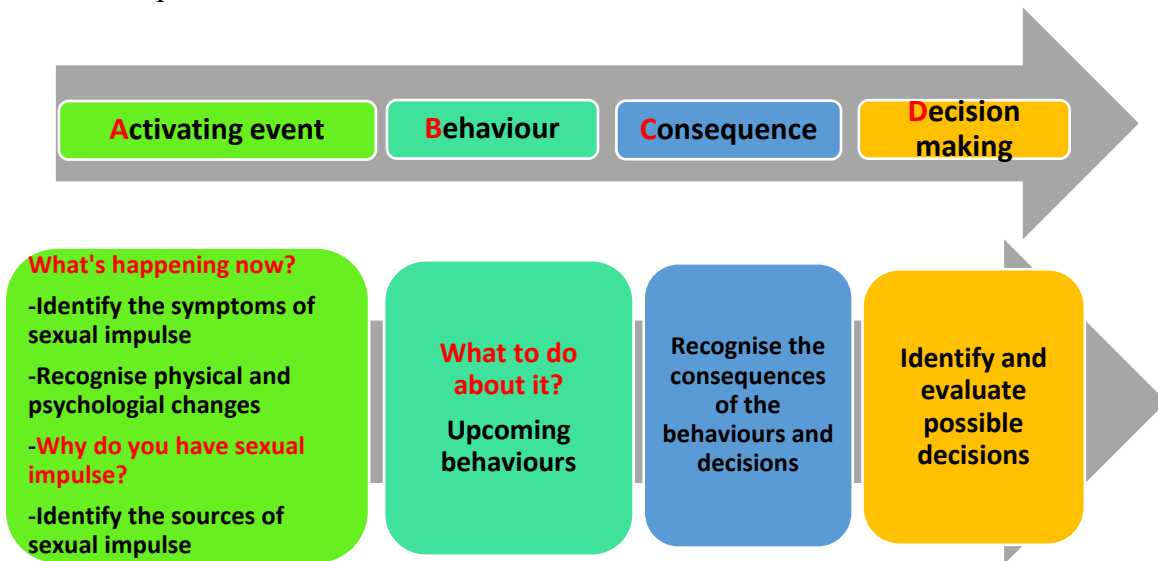 Activating event
Behaviour
Consequence
Decision
making
What's happening now?
-Identify the symptoms of
sexual impulse
-Recognise physical and
psychologial changes
-Why do you have sexual
impulse?
-Identify the sources of
sexual impulse
What to do
about it?
Upcoming
behaviours
Recognise the
consequences
of the
behaviours and
decisions
Identify and
evaluate
possible
decisions